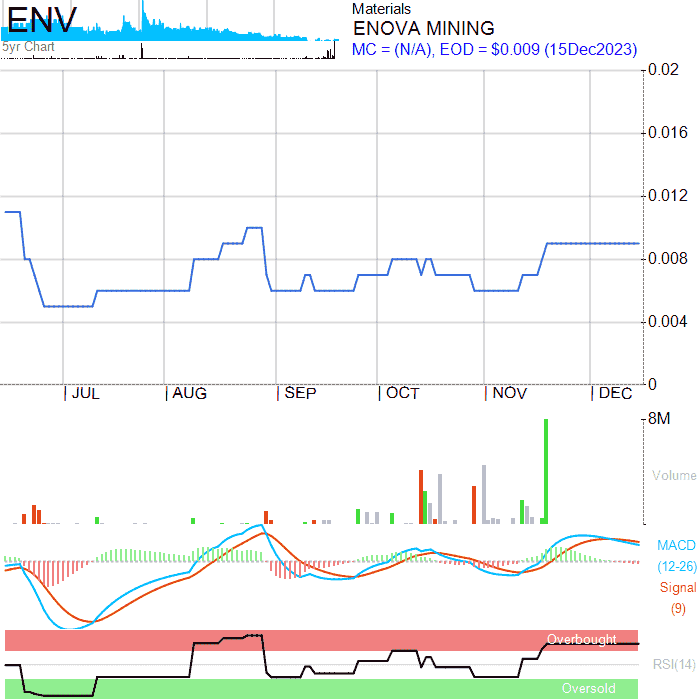 ENV
5yr Chart
Materials
ENOVA MINING
MC = (N/A), EOD = $0.009 (15Dec2023)
0.02
0.016
0.012
0.008
0.004
0
JUL AUG SEP OCT NOV DEC
8M
Volume
MACD
(12-26)
Signal
(9)
Overbought
RSI(14)
Oversold